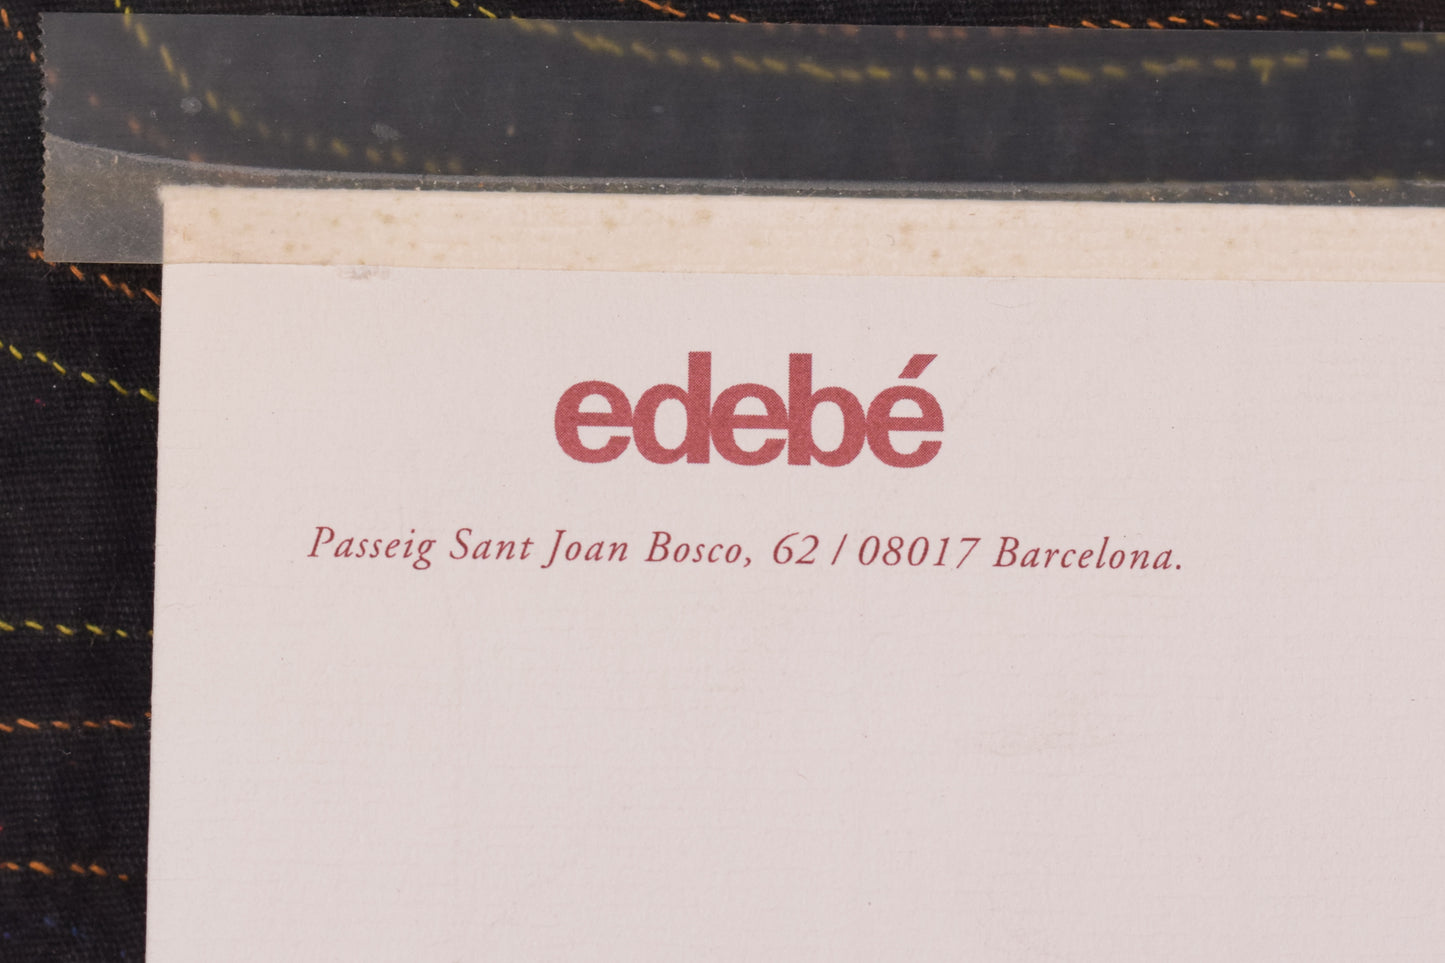 edebé
Passeig Sant Joan Bosco, 62 / 08017 Barcelona.